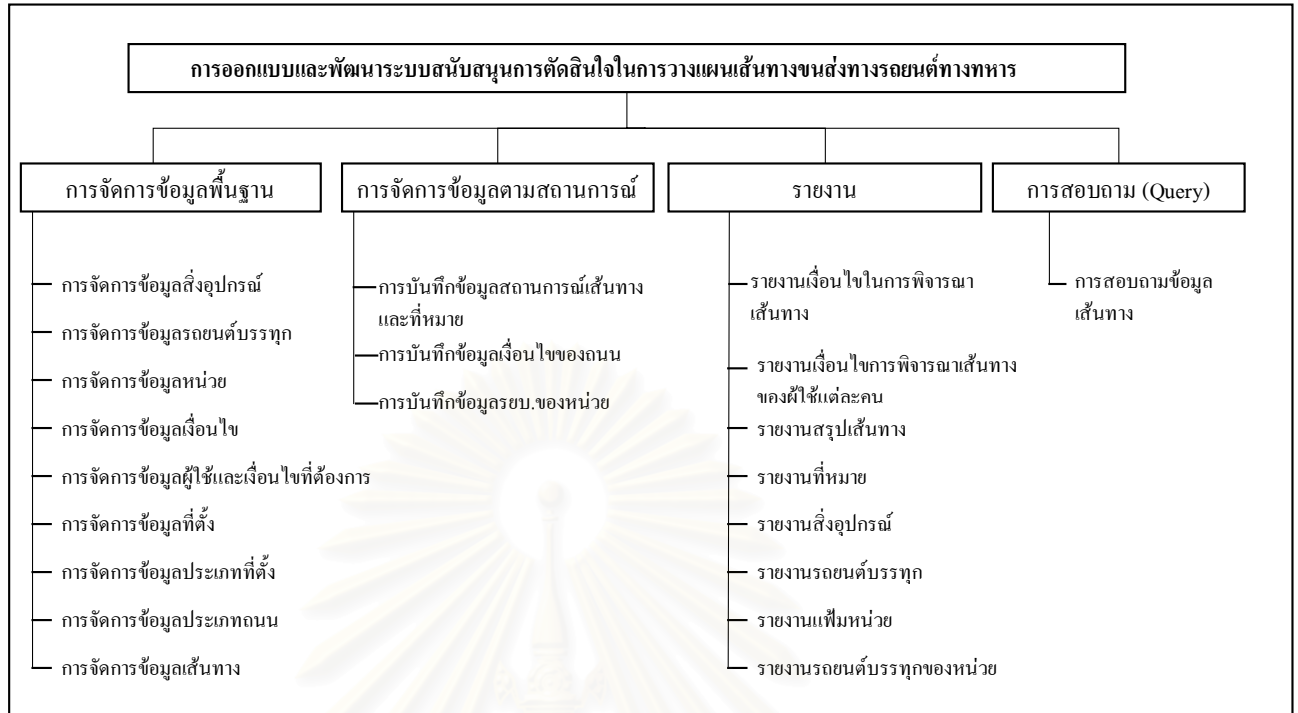 การออกแบบและพัฒนาระบบสนับสนุนการตัดสินใจในการวางแผนเส้นทางขนส่งทางรถยนต์ทางทหาร
การจัดการข้อมูลพื้นฐาน
การจัดการข้อมูลสิ่งอุปกรณ์
การจัดการข้อมูลรถยนต์บรรทุก
การจัดการข้อมูลหน่วย
การจัดการข้อมูลเงื่อนไข
การจัดการข้อมูลผู้ใช้และเงื่อนไขที่ต้องการ
การจัดการข้อมูลที่ตั้ง
การจัดการข้อมูลประเภทที่ตั้ง
การจัดการข้อมูลประเภทถนน
การจัดการข้อมูลเส้นทาง
การจัดการข้อมูลตามสถานการณ์
การบันทึกข้อมูลสถานการณ์เส้นทาง
และที่หมาย
การบันทึกข้อมูลเงื่อนไขของถนน
การบันทึกข้อมูลรยบ.ของหน่วย
รายงาน
รายงานเงื่อนไขในการพิจารณา
เส้นทาง
รายงานเงื่อนไขการพิจารณาเส้นทาง
ของผู้ใช้แต่ละคน
รายงานสรุปเส้นทาง
รายงานที่หมาย
รายงานสิ่งอุปกรณ์
รายงานรถยนต์บรรทุก
รายงานแฟ้มหน่วย
รายงานรถยนต์บรรทุกของหน่วย
การสอบถาม (Query)
การสอบถามข้อมูล
เส้นทาง